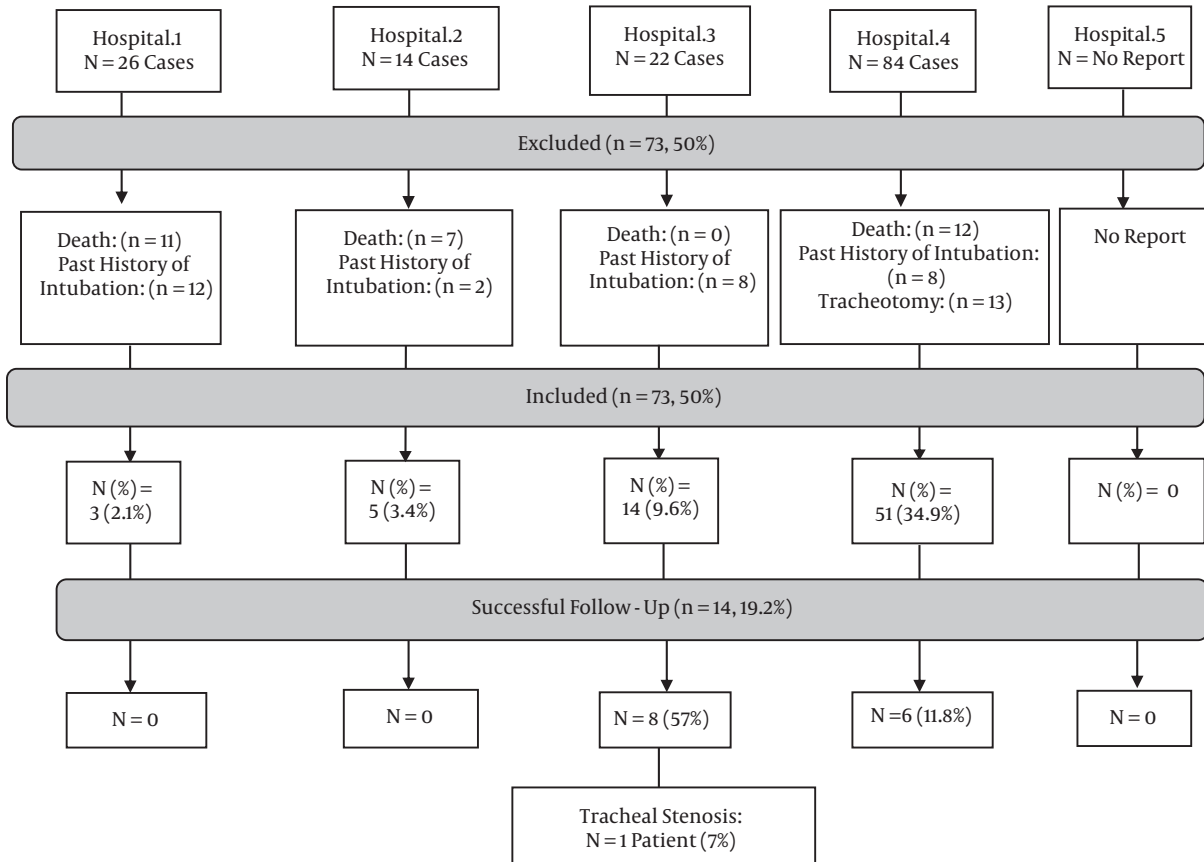 Hospital.1
N = 26 Cases
Hospital.2
N = 14 Cases
Hospital.3
N = 22 Cases
Hospital.4
N = 84 Cases
Hospital.5
N = No Report
Excluded (n = 73, 50%)
Death: (n = 11)
Past History of
Intubation: (n = 12)
Death: (n = 7)
Past History of
Intubation: (n = 2)
Death: (n = 0)
Past History of
Intubation: (n = 8)
Death: (n = 12)
Past History of Intubation:
(n = 8)
Tracheotomy: (n = 13)
No Report
Included (n = 73, 50%)
N (%) =
3 (2.1%)
N (%) =
5 (3.4%)
N (%) =
14 (9.6%)
N (%) =
51 (34.9%)
N (%) = 0
Successful Follow - Up (n = 14, 19.2%)
N = 0
N = 0
N = 8 (57%)
N =6 (11.8%)
N = 0
Tracheal Stenosis:
N = 1 Patient (7%)